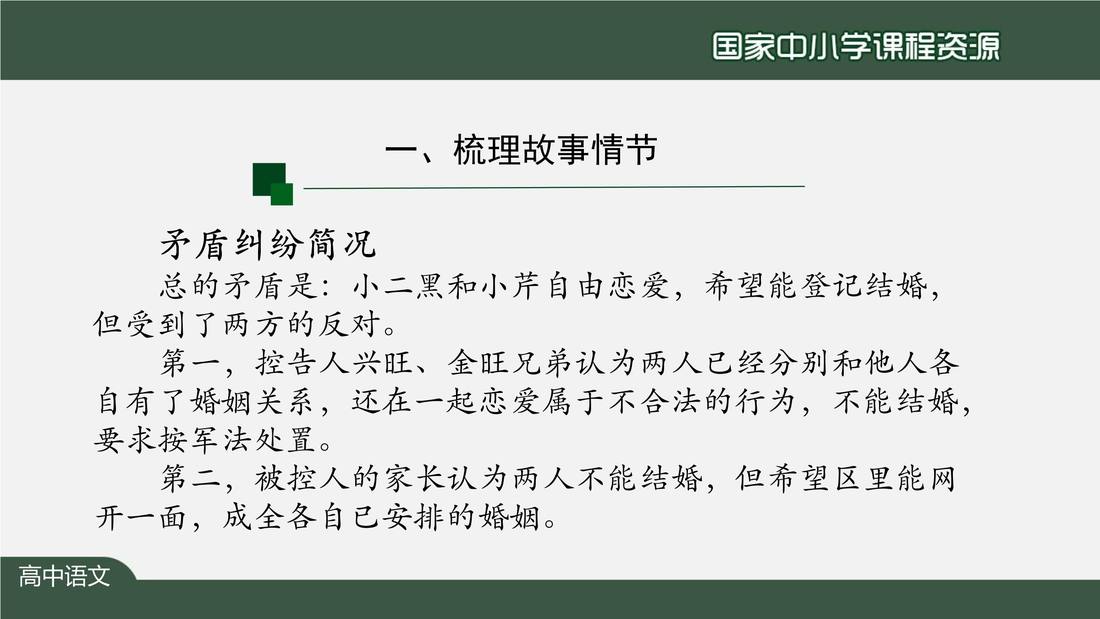 国家中小学课程资源
一、梳理故事情节
矛盾纠纷简况
总的矛盾是：小二黑和小芹自由恋爱，希望能登记结婚，
但受到了两方的反对。
第一，控告人兴旺、金旺兄弟认为两人已经分别和他人各
自有了婚姻关系，还在一起恋爱属于不合法的行为，不能结婚，
要求按军法处置。
第二，被控人的家长认为两人不能结婚，但希望区里能网
开一面，成全各自已安排的婚姻。
高中语文